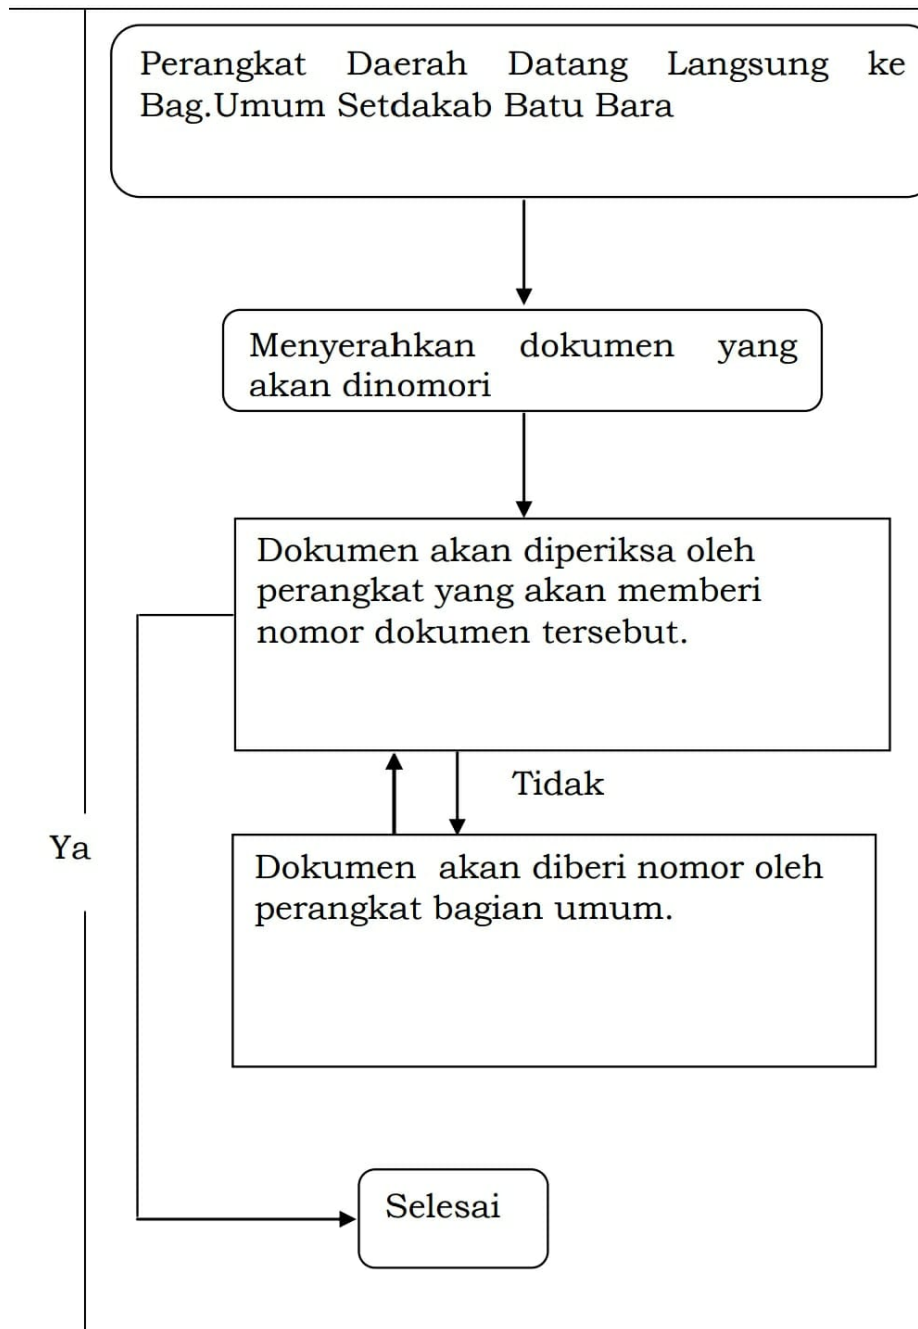 Perangkat Daerah Datang Langsung ke
Bag.Umum Setdakab Batu Bara
Menyerahkan dokumen yang
akan dinomori
Dokumen akan diperiksa oleh
perangkat yang akan memberi
nomor dokumen tersebut.
Tidak
Ya
Dokumen akan diberi nomor oleh
perangkat bagian umum.
Selesai